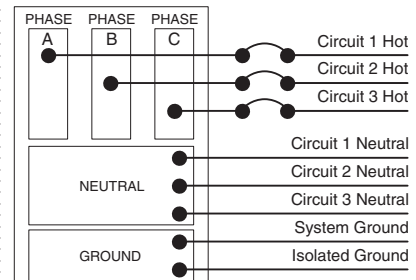 PHASE PHASE PHASE
A B C
Circuit 1 Hot
Circuit 2 Hot
Circuit 3 Hot
Circuit 1 Neutral
NEUTRAL
Circuit 2 Neutral
Circuit 3 Neutral
System Ground
GROUND
Isolated Ground